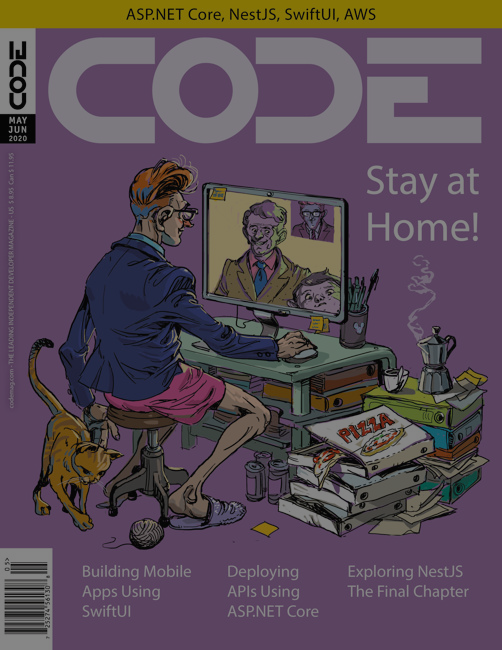 ASP.NET Core, NestJS, SwiftUI, AWS
CODE
CODE
MAY
JUN
2020
codemag.com - THE LEADING INDEPENDENT DEVELOPER MAGAZINE - US $ 8.95 Can $ 11.95
Stay at
Home!
PIZZA
Building Mobile
Apps Using
SwiftUI
Deploying
APIs Using
ASP.NET Core
Exploring NestJS
The Final Chapter
05>